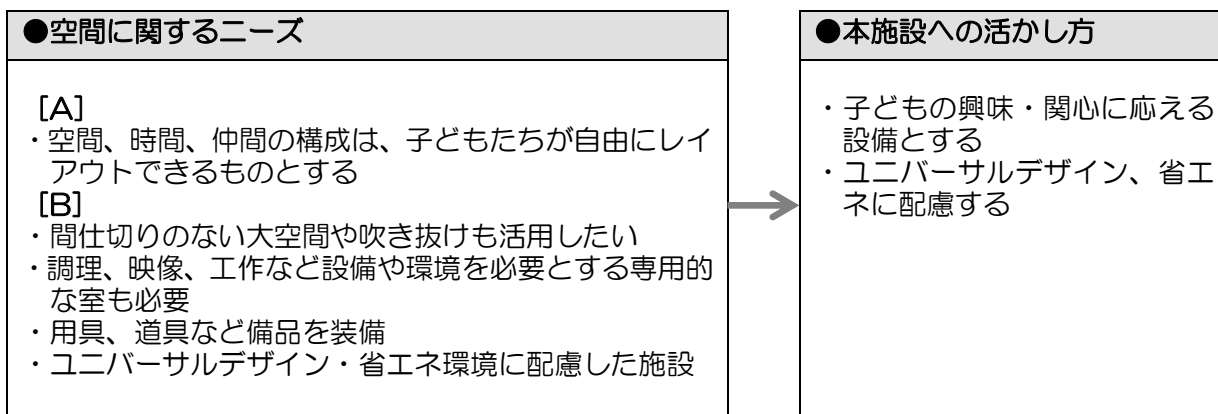 ●空間に関するニーズ
[A]
・空間、時間、仲間の構成は、子どもたちが自由にレイ
アウトできるものとする
[B]
・間仕切りのない大空間や吹き抜けも活用したい
・調理、映像、工作など設備や環境を必要とする専用的
な室も必要
・用具、道具など備品を装備
・ユニバーサルデザイン・省エネ環境に配慮した施設
●本施設への活かし方
・子どもの興味・関心に応える
設備とする
・ユニバーサルデザイン、省エ
ネに配慮する